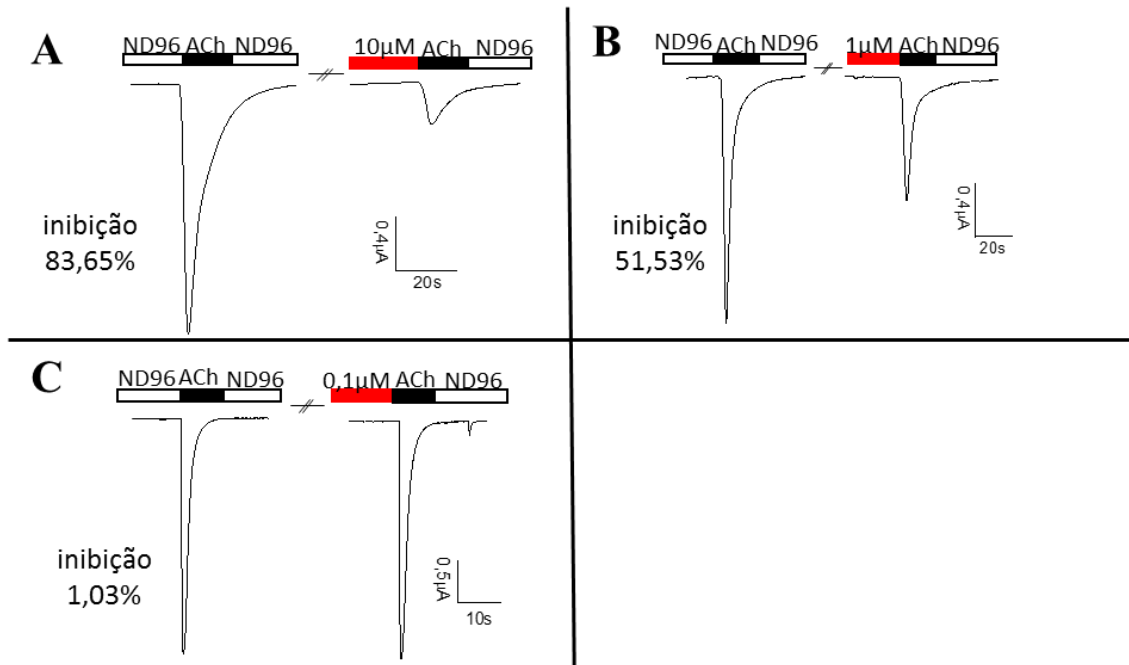 A
ND96 ACh ND96
10µM ACh ND96
inibição
83,65%
0,4µA
20s
B
ND96 ACh ND96
1µM ACh ND96
inibição
51,53%
0,4µA
20s
C
ND96 ACh ND96
0,1µM ACh ND96
inibição
1,03%
0,5µA
10s